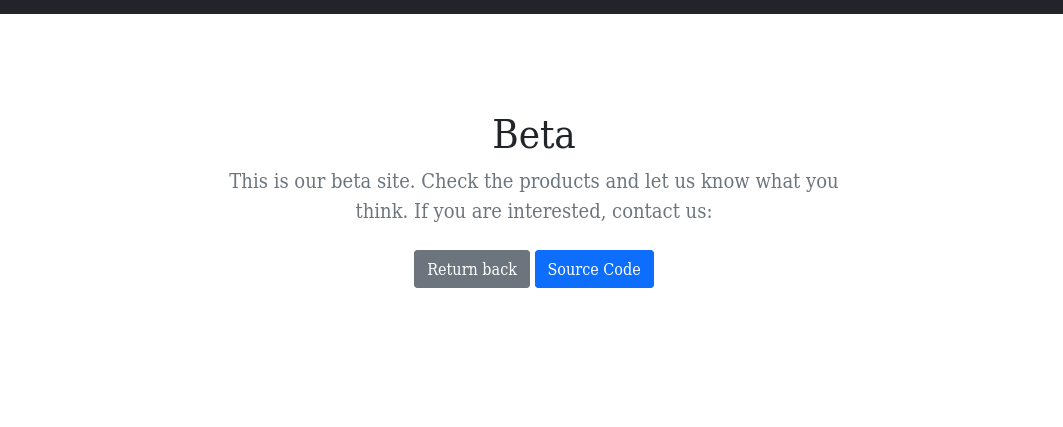 Beta
This is our beta site. Check the products and let us know what you
think. If you are interested, contact us:
Return back
Source Code